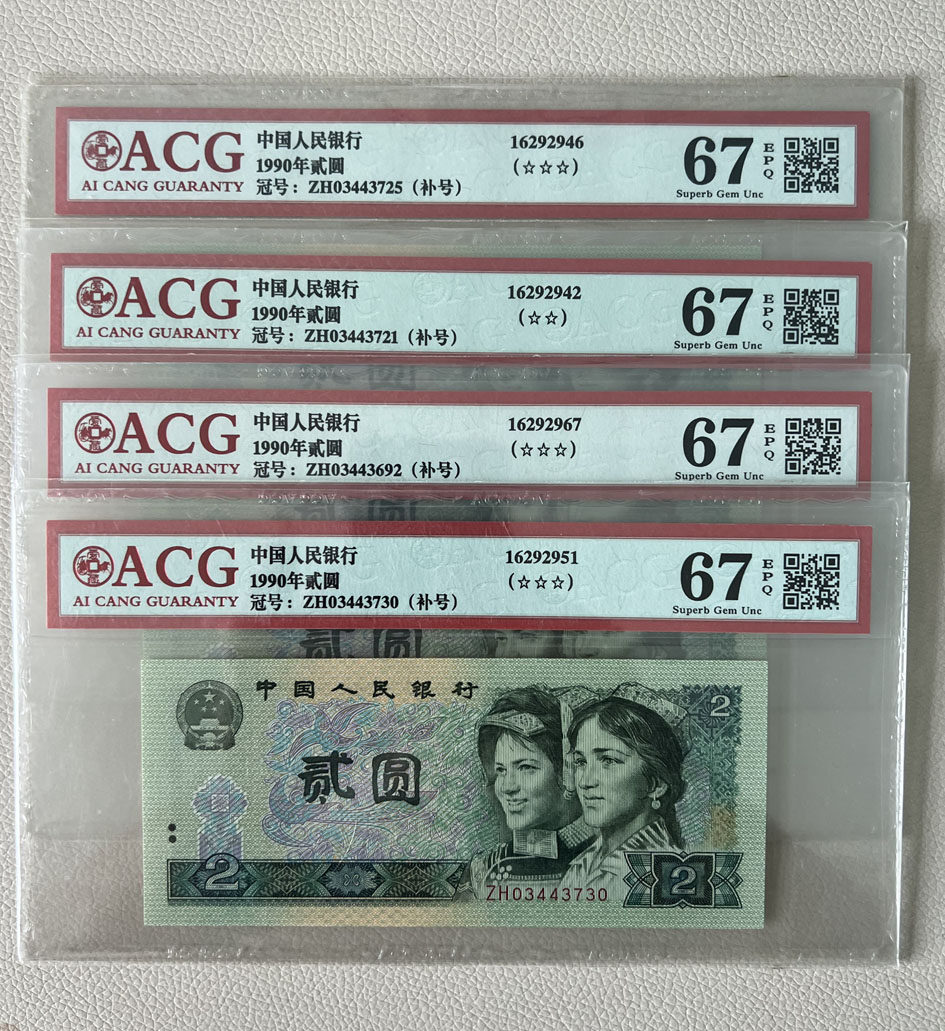 ACG
AI CANG GUARANTY
中国人民银行
1990年贰圆
冠号：ZH03443725（补号）
16292946
(☆☆☆)
67
EPQ
Superb Gem Unc
ACG
AI CANG GUARANTY
中国人民银行
1990年贰圆
冠号：ZH03443721（补号）
16292942
(☆☆)
67
EPQ
Superb Gem Unc
贰圆
ACG
AI CANG GUARANTY
中国人民银行
1990年贰圆
冠号：ZH03443692（补号）
16292967
(☆☆☆)
67
EPQ
Superb Gem Unc
ACG
AI CANG GUARANTY
中国人民银行
1990年贰圆
冠号：ZH03443730（补号）
16292951
(☆☆☆)
67
EPQ
Superb Gem Unc
贰圆
中国人民银行
2
贰圆
2
ZH03443730
2